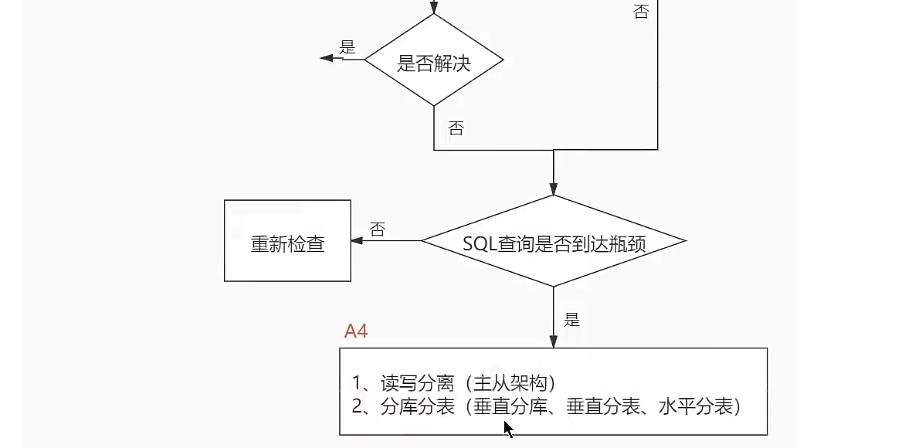 否
是
是否解决
否
SQL查询是否到达瓶颈
否
重新检查
是
A4
1、读写分离（主从架构）
2、分库分表（垂直分库、垂直分表、水平分表）